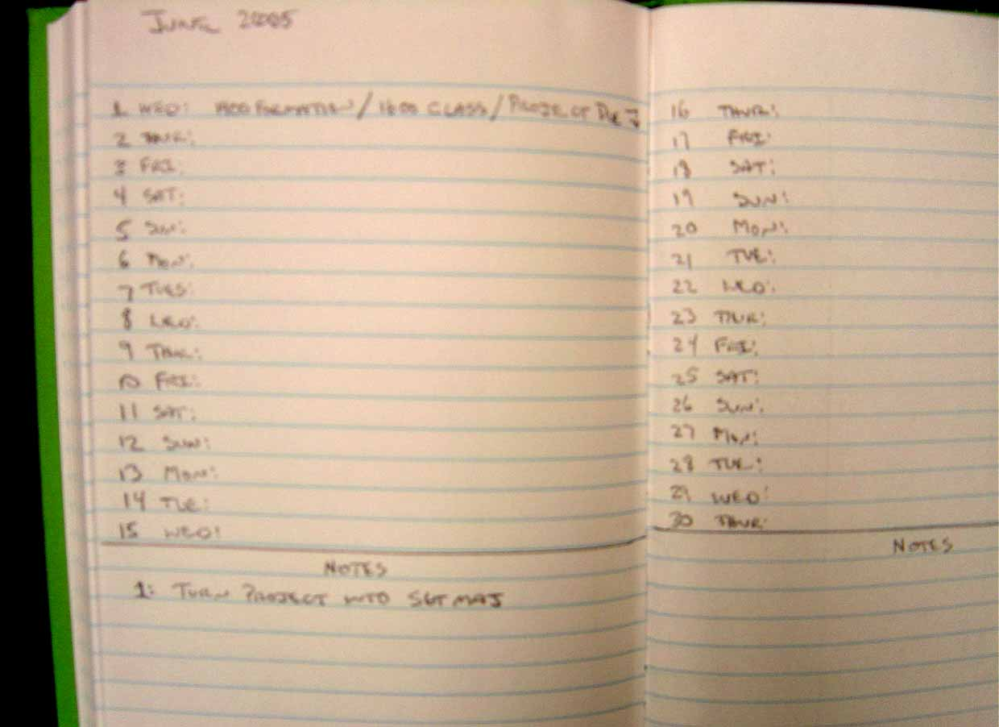 June 2005
1 WED: FORMATION / 1600 CLASS / PROJECT DUE
2 THUR:
3 FRI:
4 SAT:
5 SUN:
6 MON:
7 TUES:
8 WED:
9 THUR:
10 FRI:
11 SAT:
12 SUN:
13 MON:
14 TUE:
15 WED:
NOTES
1: TURN PROJECT INTO SGT MAJ
16 THUR:
17 FRI:
18 SAT:
19 SUN:
20 MON:
21 TUE:
22 WED:
23 THUR:
24 FRI:
25 SAT:
26 SUN:
27 MON:
28 TUE:
29 WED:
30 THUR:
NOTES